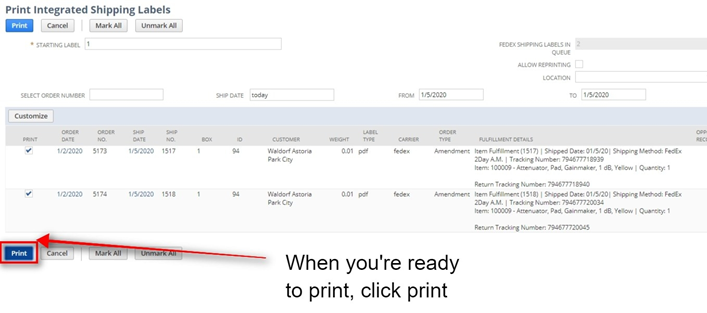 Print Integrated Shipping Labels
Print Cancel Mark All Unmark All
* STARTING LABEL 1 FEDEX SHIPPING LABELS IN QUEUE 2
ALLOW REPRINTING
LOCATION
SELECT ORDER NUMBER SHIP DATE today FROM 1/5/2020 TO 1/5/2020
Customize
PRINT ORDER DATE ORDER NO. SHIP DATE SHIP NO. BOX ID CUSTOMER WEIGHT LABEL TYPE CARRIER ORDER TYPE FULFILLMENT DETAILS OP RECI
1/2/2020 5173 1/5/2020 1517 1 94 Waldorf Astoria Park City 0.01 pdf fedex Amendment Item Fulfillment (1517) | Shipped Date: 01/5/20| Shipping Method: FedEx
2Day A.M. | Tracking Number: 794677718939
Item: 100009 - Attenuator, Pad, Gainmaker, 1 dB, Yellow | Quantity: 1
Return Tracking Number: 794677718940
1/2/2020 5174 1/5/2020 1518 1 94 Waldorf Astoria Park City 0.01 pdf fedex Amendment Item Fulfillment (1518) | Shipped Date: 01/5/20| Shipping Method: FedEx
2Day A.M. | Tracking Number: 794677720034
Item: 100009 - Attenuator, Pad, Gainmaker, 1 dB, Yellow | Quantity: 1
Return Tracking Number: 794677720045
Print Cancel Mark All Unmark All
When you're ready
to print, click print